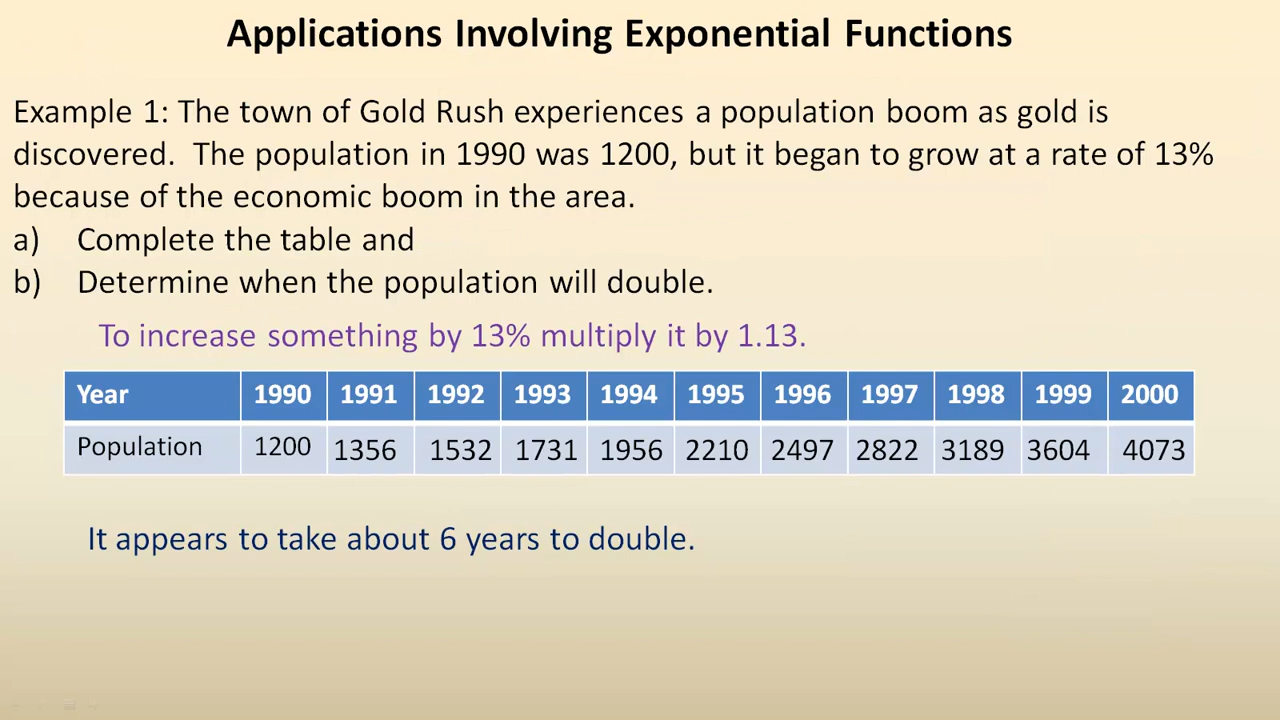 Applications Involving Exponential Functions
Example 1: The town of Gold Rush experiences a population boom as gold is
discovered.  The population in 1990 was 1200, but it began to grow at a rate of 13%
because of the economic boom in the area.
a) Complete the table and
b) Determine when the population will double.
To increase something by 13% multiply it by 1.13.
Year 1990 1991 1992 1993 1994 1995 1996 1997 1998 1999 2000
Population 1200 1356 1532 1731 1956 2210 2497 2822 3189 3604 4073
It appears to take about 6 years to double.